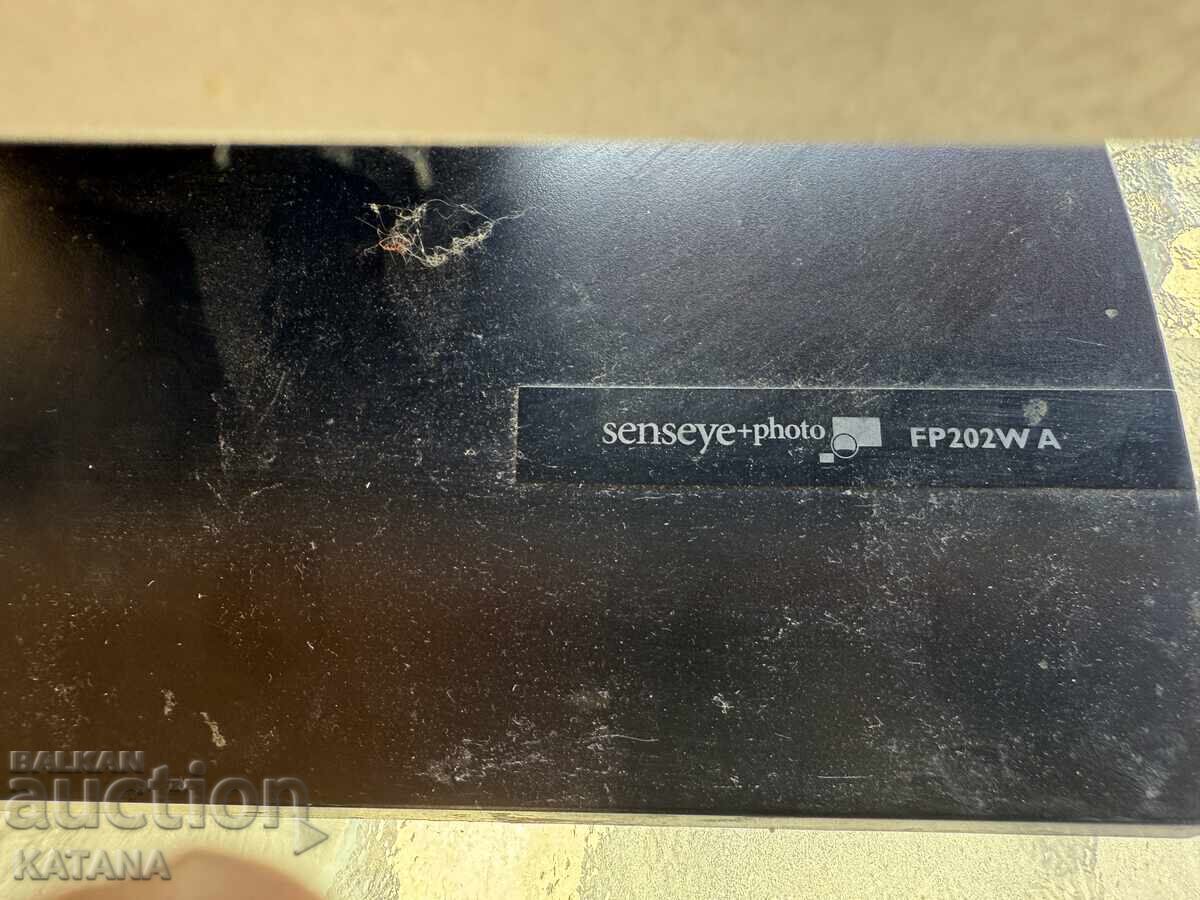 senseye+photo FP202W A
BALKAN
auction
KATANA